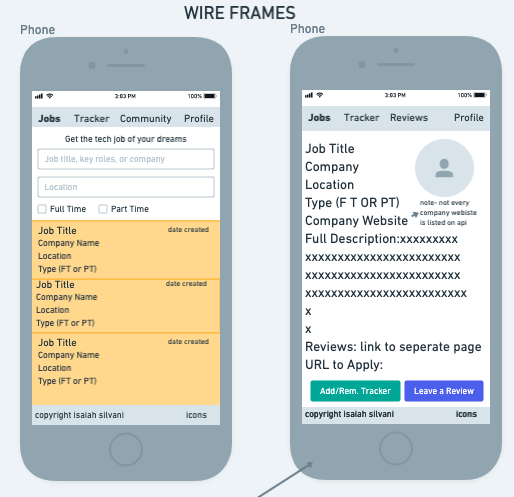 WIRE FRAMES
Phone
3:03 PM
100%
Jobs Tracker Community Profile
Get the tech job of your dreams
Job title, key roles, or company
Location
Full Time Part Time
Job Title date created
Company Name
Location
Type (FT or PT)
Job Title date created
Company Name
Location
Type (FT or PT)
Job Title date created
Company Name
Location
Type (FT or PT)
copyright isaiah silvani icons
Phone
3:03 PM
100%
Jobs Tracker Reviews Profile
Job Title
Company
Location
Type (F T OR PT)
Company Website
note- not every
company webiste
is listed on api
Full Description:xxxxxxxxx
xxxxxxxxxxxxxxxxxxxxxxxx
xxxxxxxxxxxxxxxxxxxxxxxx
xxxxxxxxxxxxxxxxxxxxxxxxx
x
x
Reviews: link to seperate page
URL to Apply:
Add/Rem. Tracker Leave a Review
copyright isaiah silvani icons